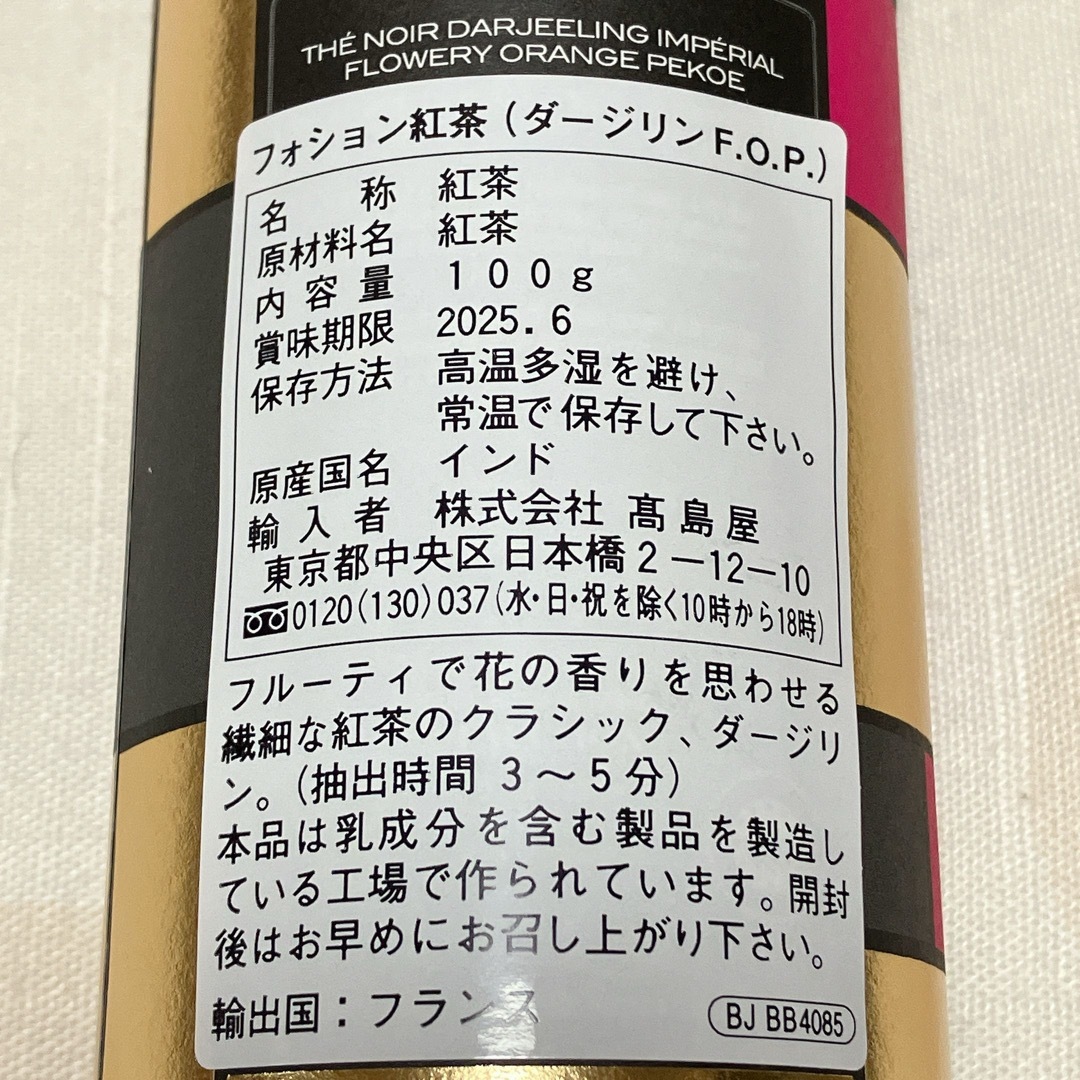 THÉ NOIR DARJEELING IMPÉRIAL
FLOWERY ORANGE PEKOE
フォション紅茶(ダージリンF.O.P.)
名称 紅茶
原材料名 紅茶
内容量 100g
賞味期限 2025.6
保存方法 高温多湿を避け、
常温で保存して下さい。
原産国名 インド
輸入者 株式会社 髙島屋
東京都中央区日本橋2-12-10
0120(130)037(水・日・祝を除く10時から18時)
フルーティで花の香りを思わせる
繊細な紅茶のクラシック、ダージリ
ン。(抽出時間 3~5分)
本品は乳成分を含む製品を製造し
ている工場で作られています。開封
後はお早めにお召し上がり下さい。
輸出国:フランス
BJ BB4085